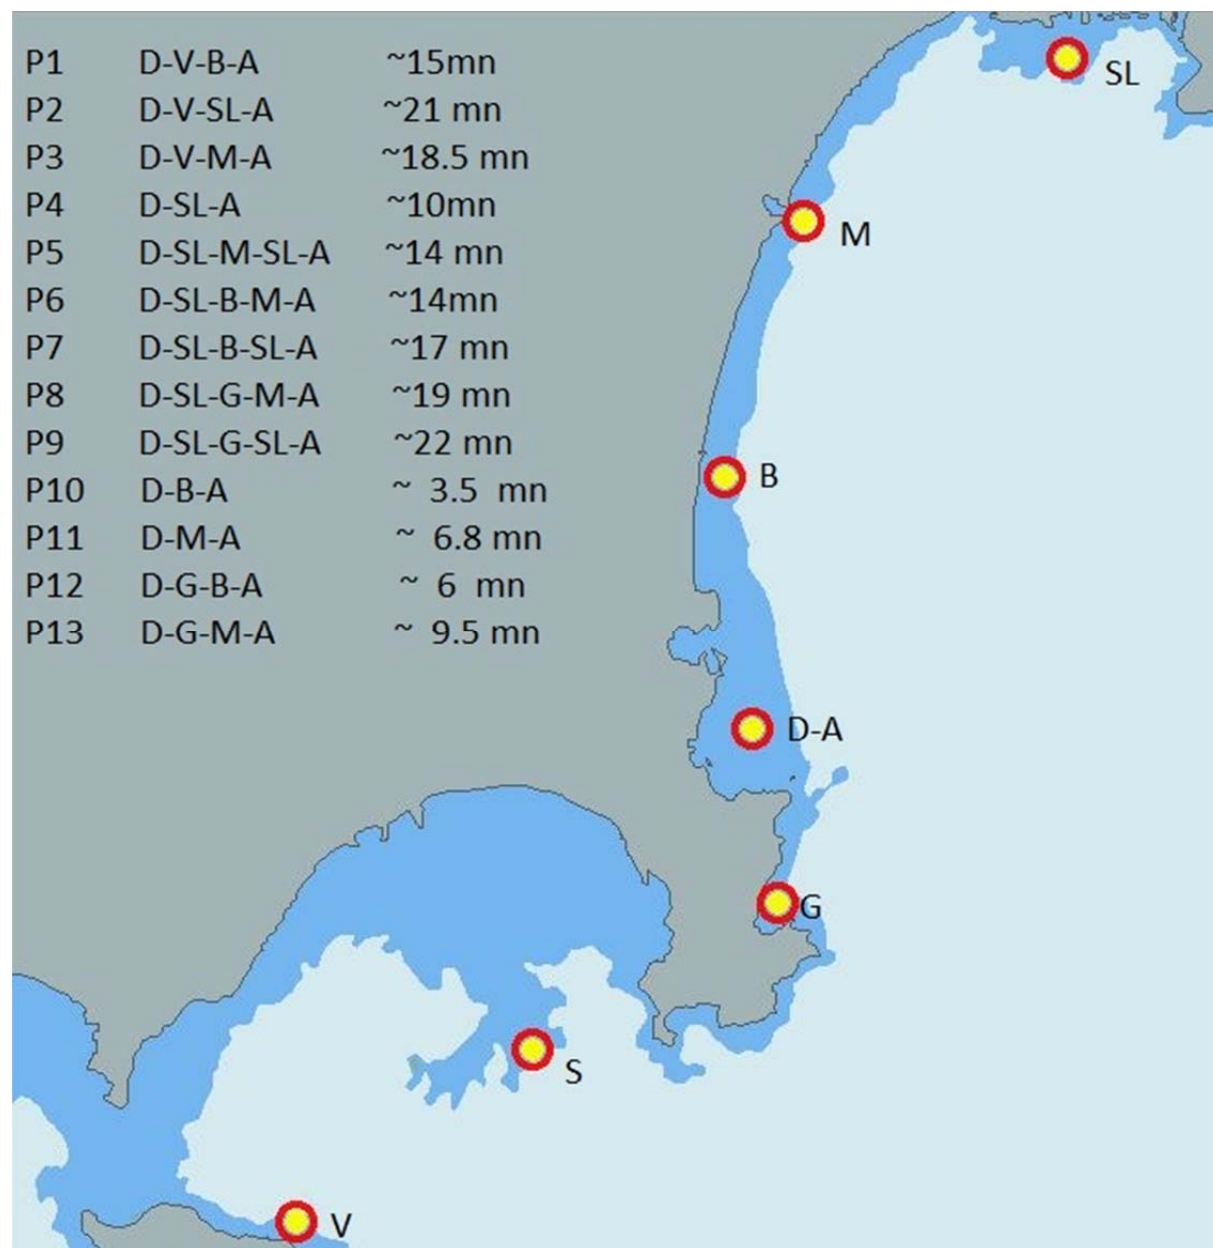 P1 D-V-B-A ~15mn
P2 D-V-SL-A ~21 mn
P3 D-V-M-A ~18.5 mn
P4 D-SL-A ~10mn
P5 D-SL-M-SL-A ~14 mn
P6 D-SL-B-M-A ~14mn
P7 D-SL-B-SL-A ~17 mn
P8 D-SL-G-M-A ~19 mn
P9 D-SL-G-SL-A ~22 mn
P10 D-B-A ~ 3.5 mn
P11 D-M-A ~ 6.8 mn
P12 D-G-B-A ~ 6 mn
P13 D-G-M-A ~ 9.5 mn
SL
M
B
D-A
G
S
V